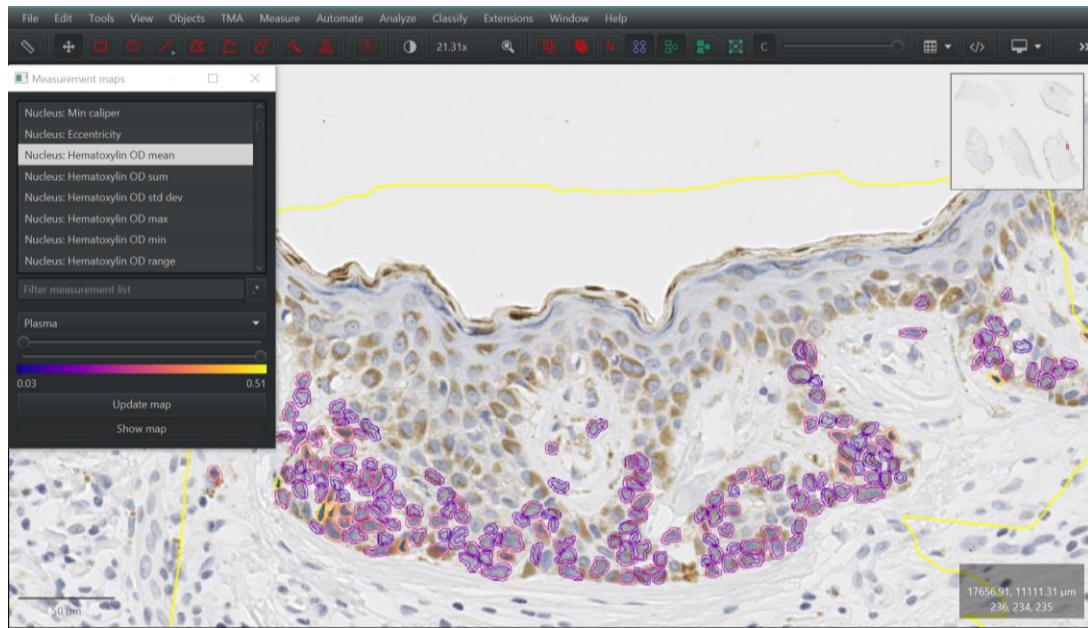 File Edit Tools View Objects TMA Measure Automate Analyze Classify Extensions Window Help
S 21.31x N C </>
Measurement maps
Nucleus: Min caliper
Nucleus: Eccentricity
Nucleus: Hematoxylin OD mean
Nucleus: Hematoxylin OD sum
Nucleus: Hematoxylin OD std dev
Nucleus: Hematoxylin OD max
Nucleus: Hematoxylin OD min
Nucleus: Hematoxylin OD range
Filter measurement list .*
Plasma
0.03 0.51
Update map
Show map
50 µm
17656.91, 11111.31 µm
236, 234, 235